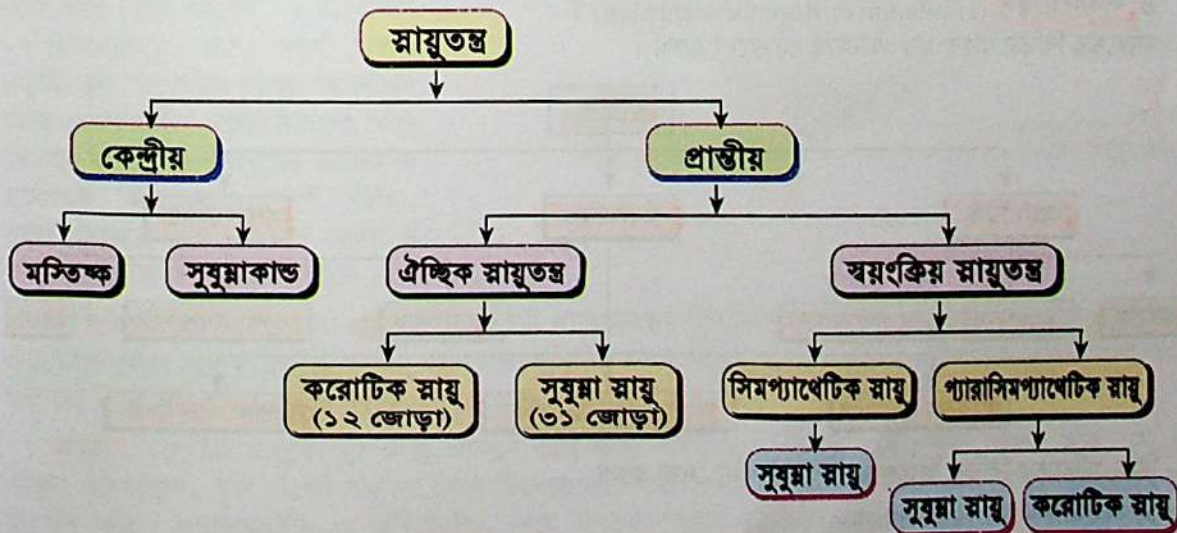 স্নায়ুতন্ত্র
কেন্দ্রীয়
প্রান্তীয়
মস্তিষ্ক
সুষুম্নাকান্ড
ঐচ্ছিক স্নায়ুতন্ত্র
স্বয়ংক্রিয় স্নায়ুতন্ত্র
করোটিক স্নায়ু
(১২ জোড়া)
সুষুম্না স্নায়ু
(৩১ জোড়া)
সিমপ্যাথেটিক স্নায়ু
প্যারাসিমপ্যাথেটিক স্নায়ু
সুষুম্না স্নায়ু
সুষুম্না স্নায়ু
করোটিক স্নায়ু